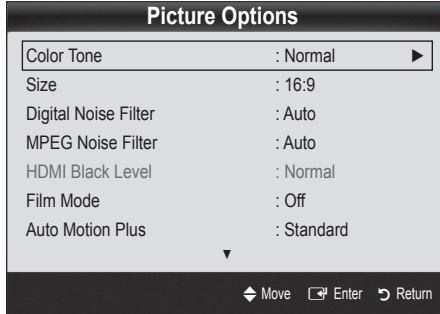 Picture Options
Color Tone : Normal ►
Size : 16:9
Digital Noise Filter : Auto
MPEG Noise Filter : Auto
HDMI Black Level : Normal
Film Mode : Off
Auto Motion Plus : Standard
▼
Move Enter Return